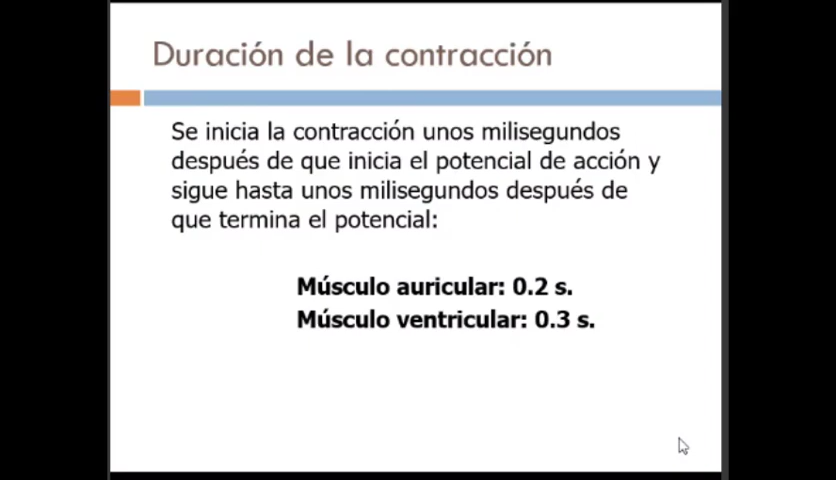 Duración de la contracción
Se inicia la contracción unos milisegundos
después de que inicia el potencial de acción y
sigue hasta unos milisegundos después de
que termina el potencial:
Músculo auricular: 0.2 s.
Músculo ventricular: 0.3 s.